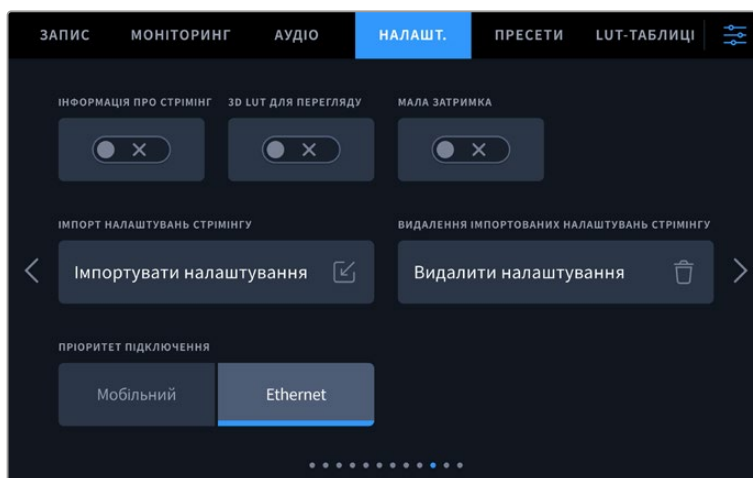 ЗАПИС МОНІТОРИНГ АУДІО НАЛАШТ. ПРЕСЕТИ LUT-ТАБЛИЦІ
ІНФОРМАЦІЯ ПРО СТРІМІНГ 3D LUT ДЛЯ ПЕРЕГЛЯДУ МАЛА ЗАТРИМКА
ІМПОРТ НАЛАШТУВАНЬ СТРІМІНГУ ВИДАЛЕННЯ ІМПОРТОВАНИХ НАЛАШТУВАНЬ СТРІМІНГУ
Імпортувати налаштування Видалити налаштування
ПРІОРИТЕТ ПІДКЛЮЧЕННЯ
Мобільний Ethernet